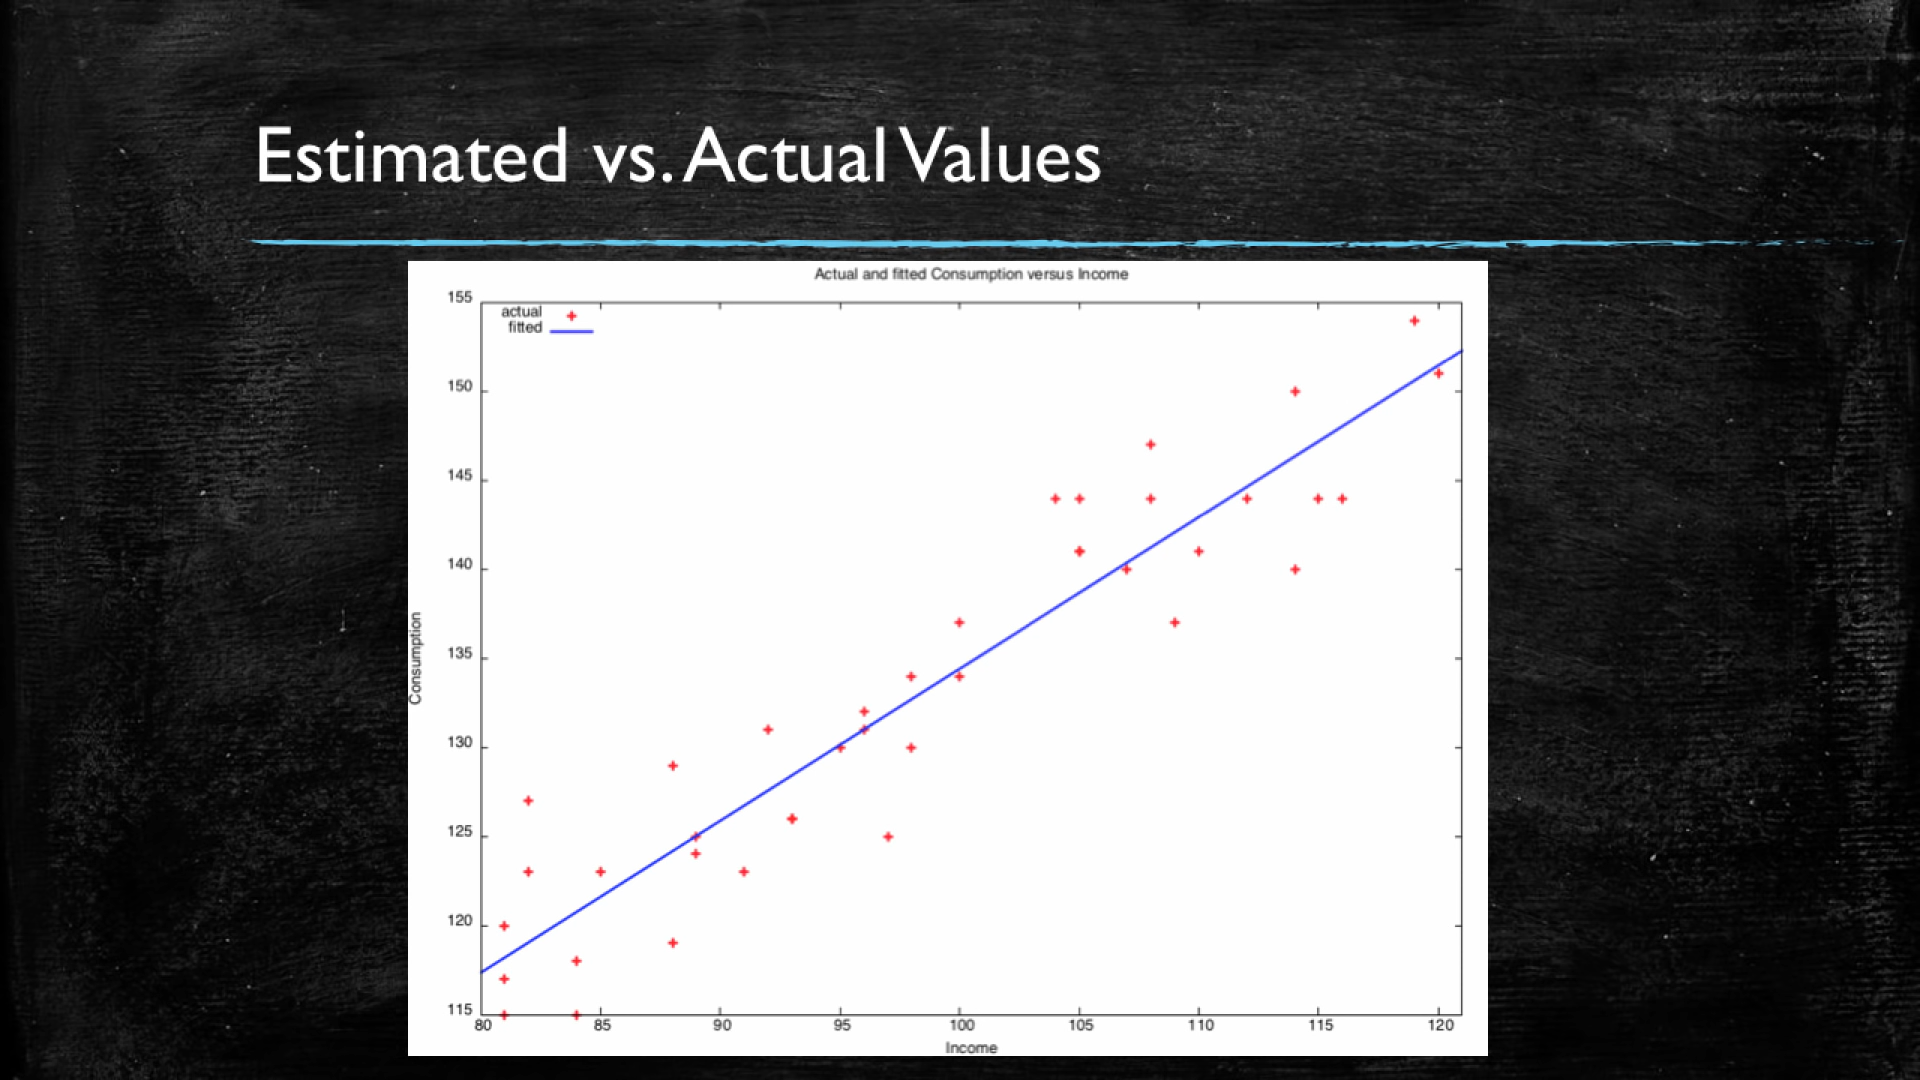 Estimated vs. Actual Values
Actual and fitted Consumption versus Income
155
actual
fitted
150
145
140
Consumption
135
130
125
120
115
80 85 90 95 100 105 110 115 120
Income